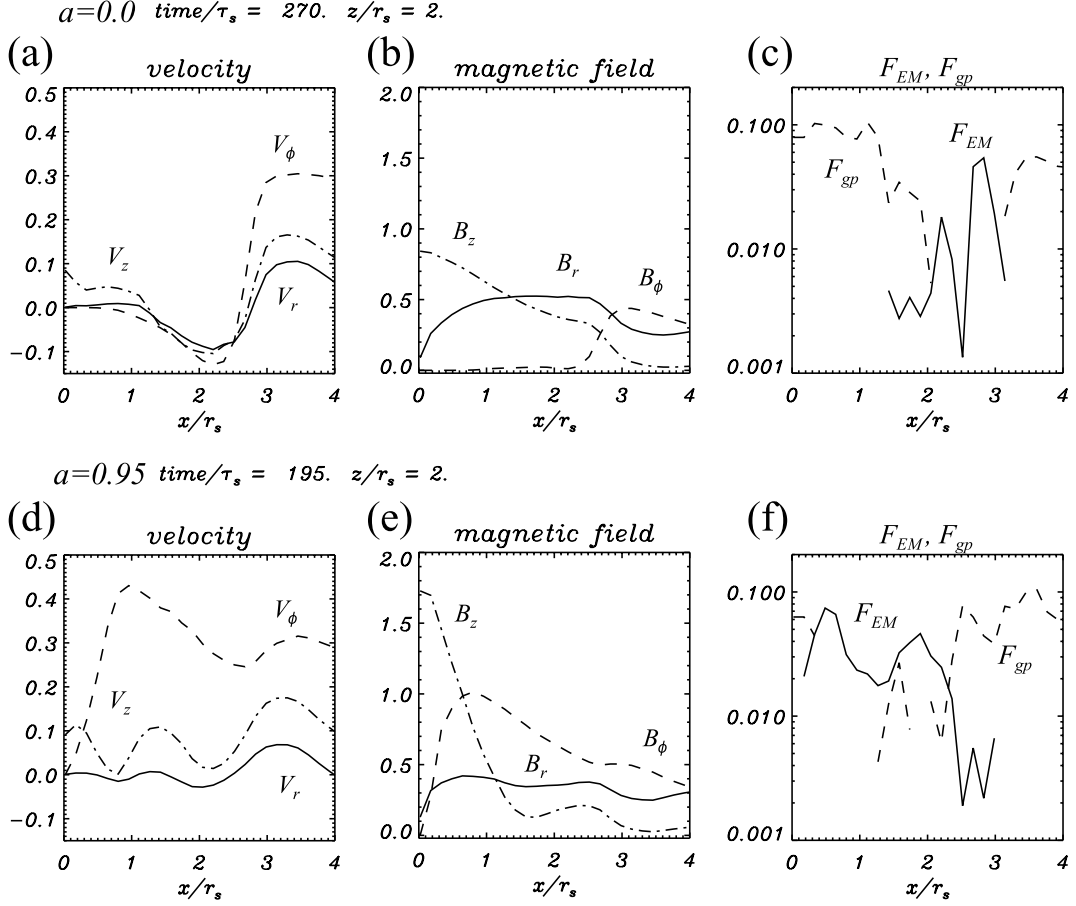 a=0.0 time/τs = 270. z/rs = 2.
(a) (b) (c)
velocity magnetic field FEM, Fgp
0.5 2.0
0.4 0.100
Vϕ FEM
0.3 1.5 Fgp
0.2 1.0
Vz Bz
0.1 Br 0.010
Vr 0.5 Bϕ
0.0
-0.1 0.0 0.001
0 1 2 3 4 0 1 2 3 4 0 1 2 3 4
x/rs x/rs x/rs
a=0.95 time/τs = 195. z/rs = 2.
(d) (e) (f)
velocity magnetic field FEM, Fgp
0.5 2.0
0.4 0.100
Vϕ Bz FEM
0.3 1.5
Fgp
0.2 1.0
Vz Bϕ
0.1 Br 0.010
0.5
0.0 Vr
-0.1 0.0 0.001
0 1 2 3 4 0 1 2 3 4 0 1 2 3 4
x/rs x/rs x/rs